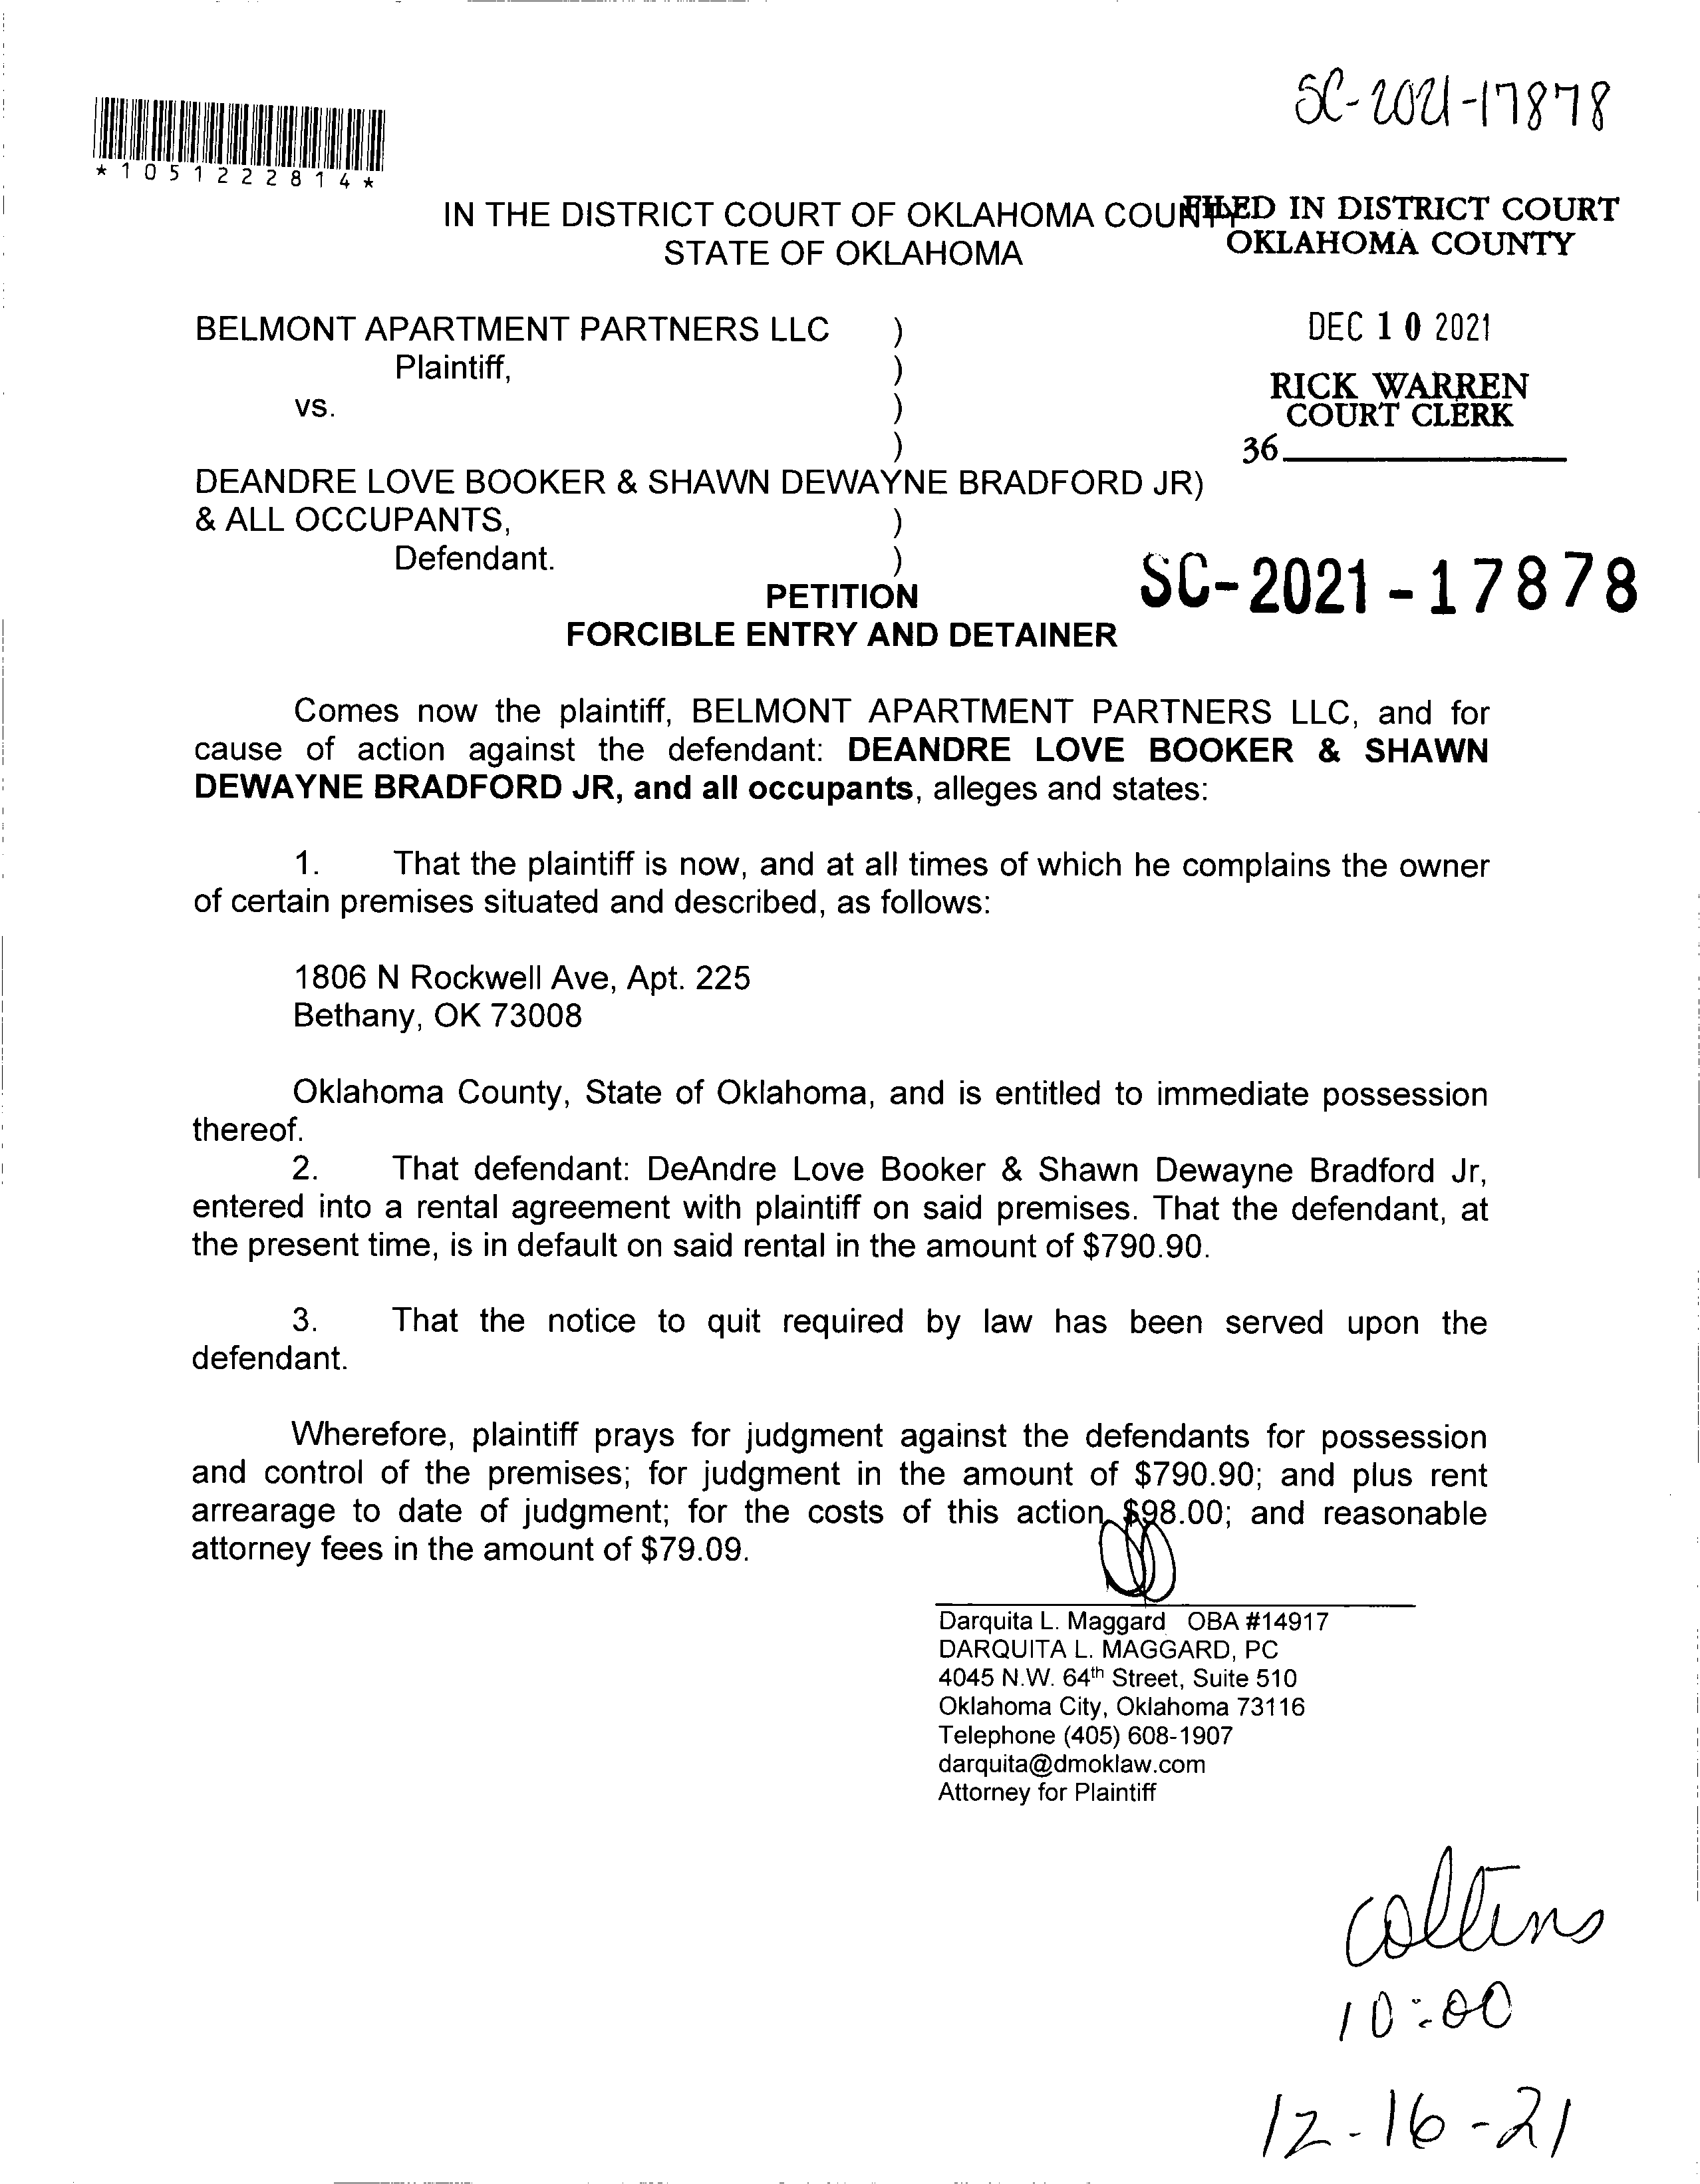 SC-2021-17878
*1051222814*
IN THE DISTRICT COURT OF OKLAHOMA COUNTY
STATE OF OKLAHOMA
FILED IN DISTRICT COURT
OKLAHOMA COUNTY
DEC 10 2021
RICK WARREN
COURT CLERK
36
BELMONT APARTMENT PARTNERS LLC )
Plaintiff, )
vs. )
)
DEANDRE LOVE BOOKER & SHAWN DEWAYNE BRADFORD JR)
& ALL OCCUPANTS, )
Defendant. )
SC-2021-17878
PETITION
FORCIBLE ENTRY AND DETAINER
Comes now the plaintiff, BELMONT APARTMENT PARTNERS LLC, and for
cause of action against the defendant: DEANDRE LOVE BOOKER & SHAWN
DEWAYNE BRADFORD JR, and all occupants, alleges and states:
1. That the plaintiff is now, and at all times of which he complains the owner
of certain premises situated and described, as follows:
1806 N Rockwell Ave, Apt. 225
Bethany, OK 73008
Oklahoma County, State of Oklahoma, and is entitled to immediate possession
thereof.
2. That defendant: DeAndre Love Booker & Shawn Dewayne Bradford Jr,
entered into a rental agreement with plaintiff on said premises. That the defendant, at
the present time, is in default on said rental in the amount of $790.90.
3. That the notice to quit required by law has been served upon the
defendant.
Wherefore, plaintiff prays for judgment against the defendants for possession
and control of the premises; for judgment in the amount of $790.90; and plus rent
arrearage to date of judgment; for the costs of this action, $98.00; and reasonable
attorney fees in the amount of $79.09.
Darquita L. Maggard OBA #14917
DARQUITA L. MAGGARD, PC
4045 N.W. 64th Street, Suite 510
Oklahoma City, Oklahoma 73116
Telephone (405) 608-1907
darquita@dmoklaw.com
Attorney for Plaintiff
collins
10:00
12-16-21